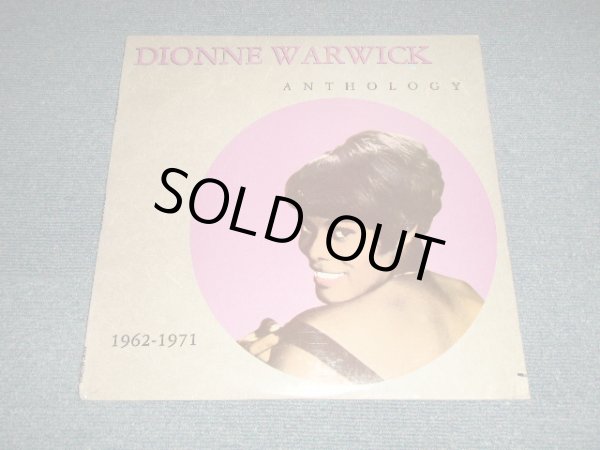 DIONNE WARWICK
ANTHOLOGY
SOLD OUT
1962-1971